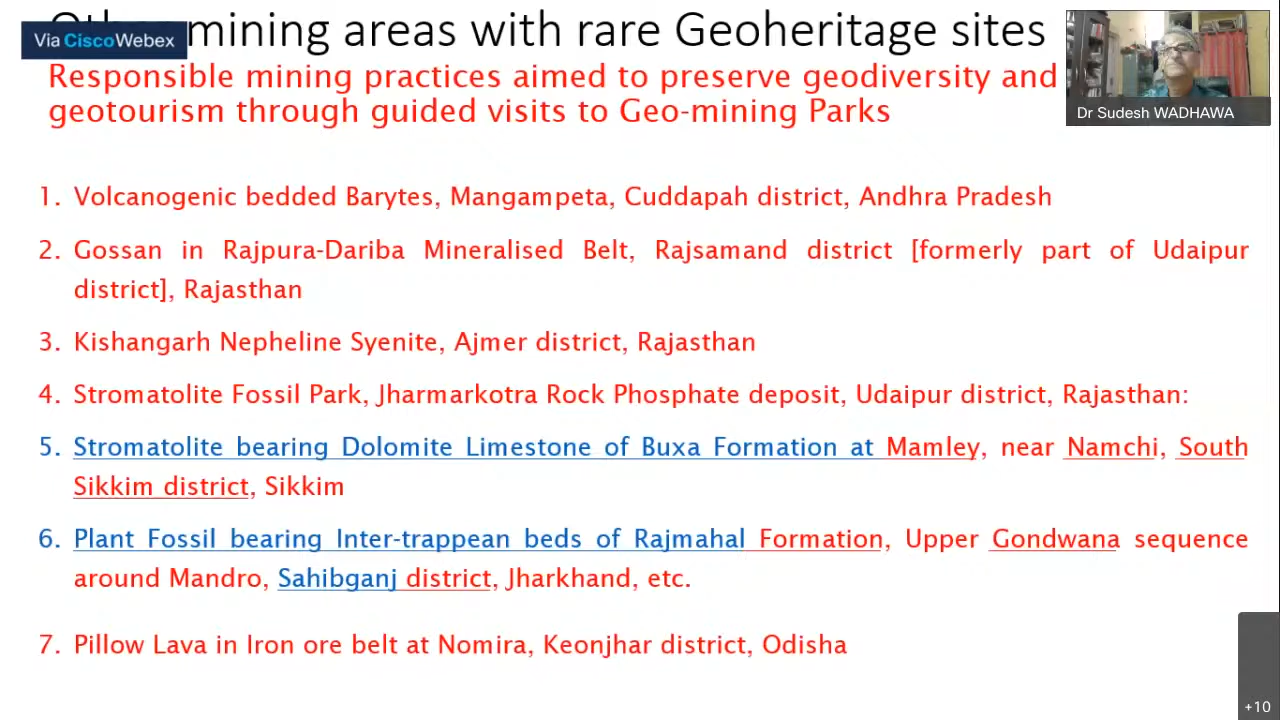 mining areas with rare Geoheritage sites
Via CiscoWebex
Responsible mining practices aimed to preserve geodiversity and
geotourism through guided visits to Geo-mining Parks
Dr Sudesh WADHAWA
1. Volcanogenic bedded Barytes, Mangampeta, Cuddapah district, Andhra Pradesh
2. Gossan in Rajpura-Dariba Mineralised Belt, Rajsamand district [formerly part of Udaipur
district], Rajasthan
3. Kishangarh Nepheline Syenite, Ajmer district, Rajasthan
4. Stromatolite Fossil Park, Jharmarkotra Rock Phosphate deposit, Udaipur district, Rajasthan:
5. Stromatolite bearing Dolomite Limestone of Buxa Formation at Mamley, near Namchi, South
Sikkim district, Sikkim
6. Plant Fossil bearing Inter-trappean beds of Rajmahal Formation, Upper Gondwana sequence
around Mandro, Sahibganj district, Jharkhand, etc.
7. Pillow Lava in Iron ore belt at Nomira, Keonjhar district, Odisha
+10